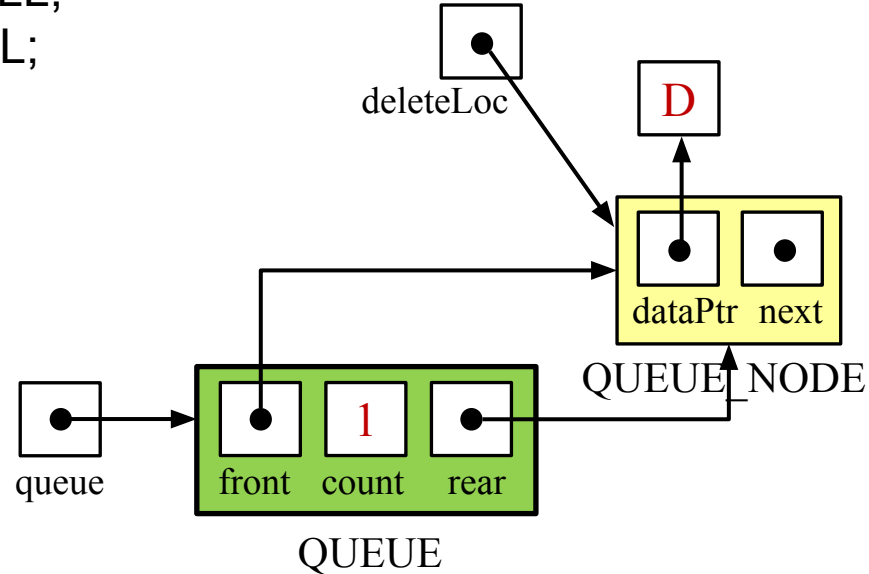 L;
deleteLoc
D
dataPtr next
QUEUE_NODE
1
queue
front count rear
QUEUE